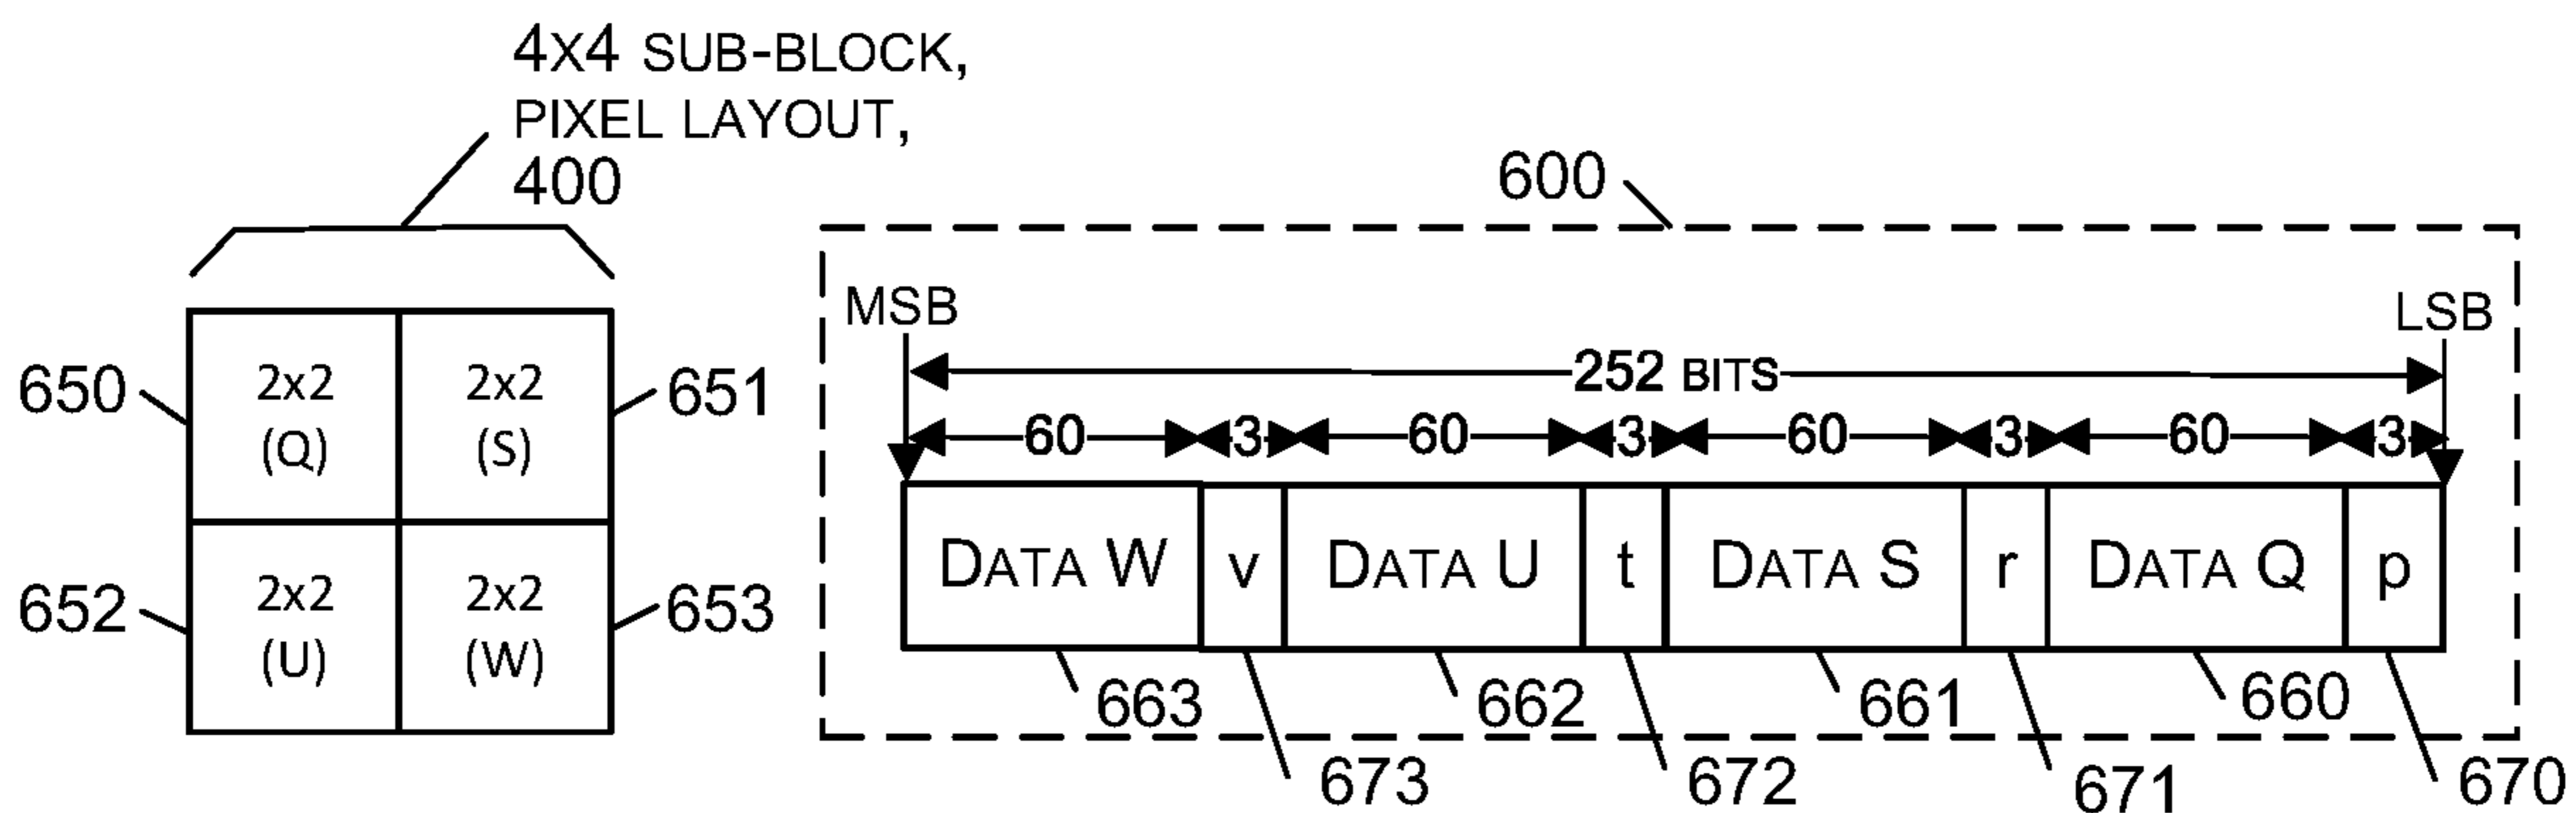 4X4 SUB-BLOCK,
PIXEL LAYOUT,
400
600
MSB
LSB
252 BITS
650
2x2
(Q)
2x2
(S)
651
60 3 60 3 60 3 60 3
652
2x2
(U)
2x2
(W)
653
DATA W v DATA U t DATA S r DATA Q p
663 662 661 660
673 672 671 670